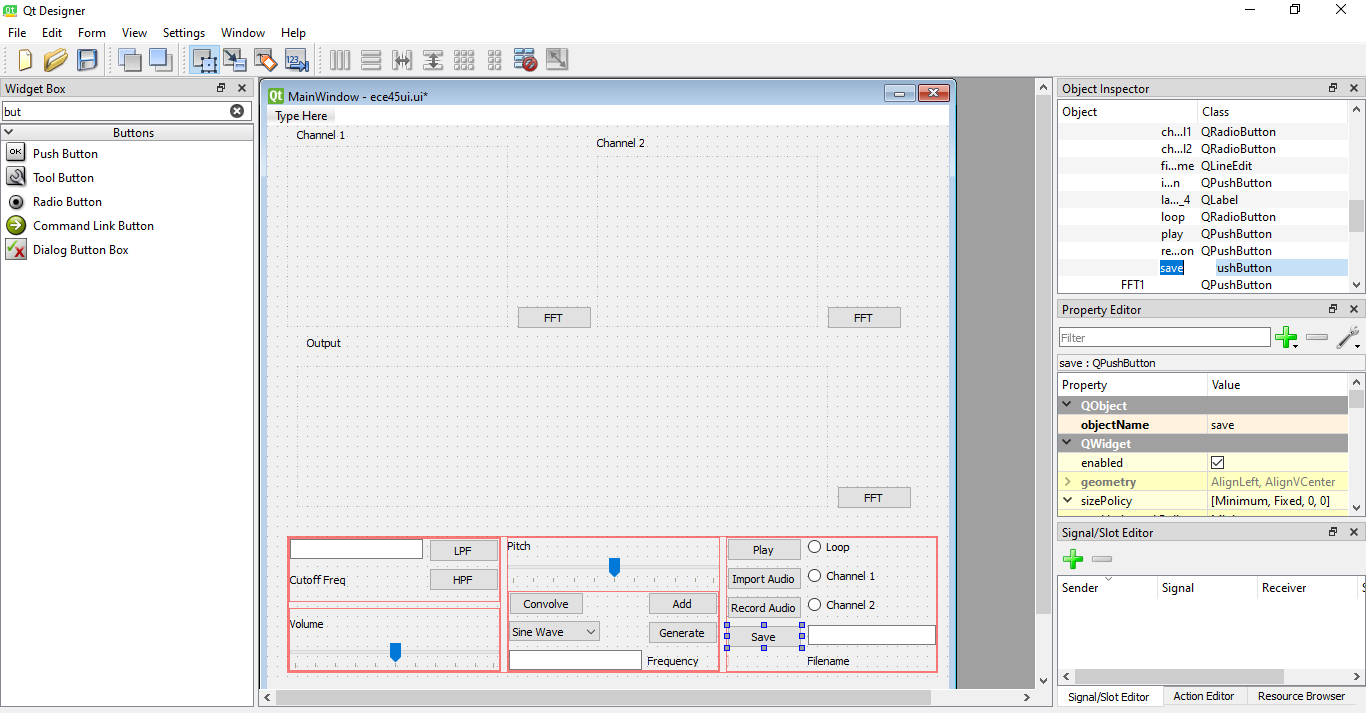 Qt Designer
File Edit Form View Settings Window Help
Widget Box
but
Buttons
OK Push Button
Tool Button
Radio Button
Command Link Button
Dialog Button Box
MainWindow - ece45ui.ui*
Type Here
Channel 1
Channel 2
FFT
FFT
Output
FFT
LPF
Cutoff Freq
HPF
Volume
Pitch
Convolve
Add
Sine Wave
Generate
Frequency
Play
Loop
Import Audio
Channel 1
Record Audio
Channel 2
Save
Filename
Object Inspector
Object Class
ch...l1 QRadioButton
ch...l2 QRadioButton
fi...me QLineEdit
i...n QPushButton
la..._4 QLabel
loop QRadioButton
play QPushButton
re...on QPushButton
save ushButton
FFT1 QPushButton
Property Editor
Filter
save : QPushButton
Property Value
QObject
objectName save
QWidget
enabled
geometry AlignLeft, AlignVCenter
sizePolicy [Minimum, Fixed, 0, 0]
Signal/Slot Editor
Sender Signal Receiver
Signal/Slot Editor Action Editor Resource Browser